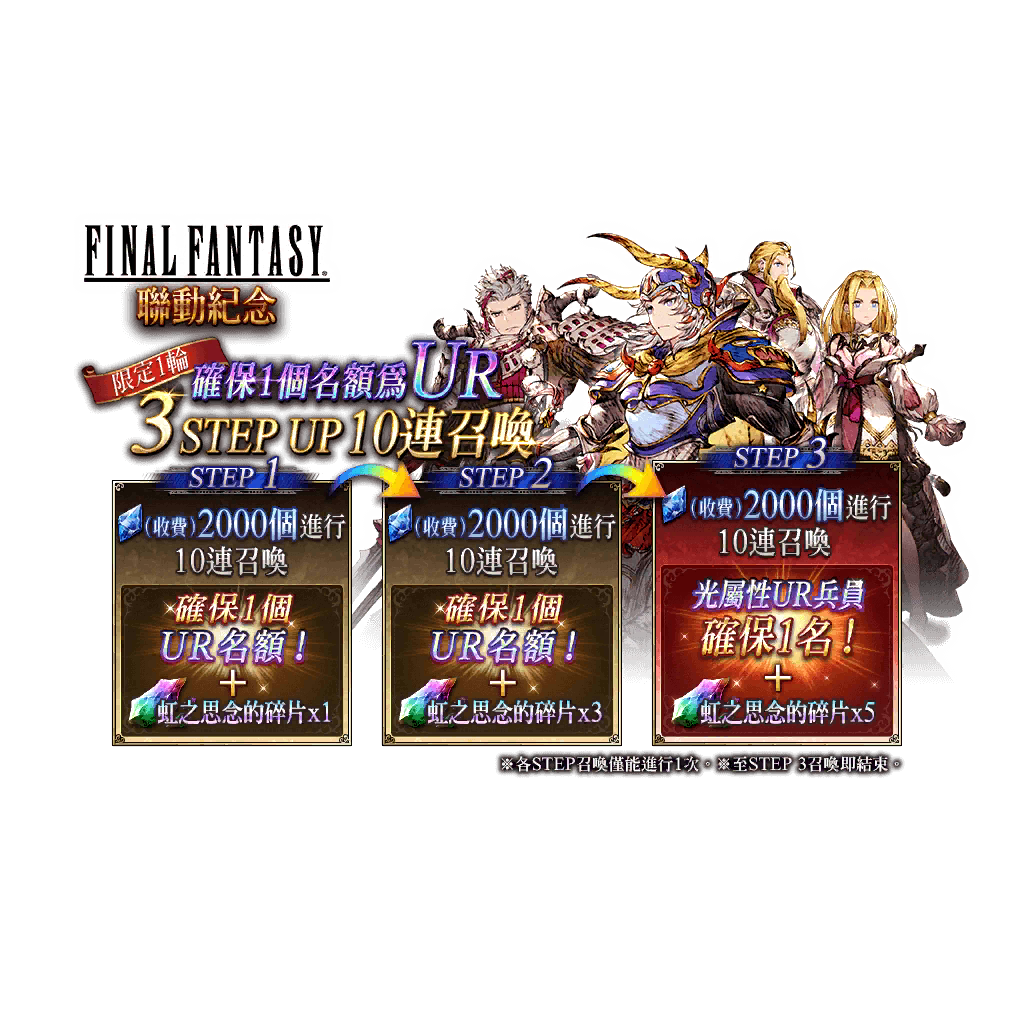 FINAL FANTASY
聯動紀念
限定1輪
確保1個名額爲UR
3 STEP UP 10連召喚
STEP 1
(收費)2000個進行
10連召喚
確保1個
UR名額！
+
虹之思念的碎片x1
STEP 2
(收費)2000個進行
10連召喚
確保1個
UR名額！
+
虹之思念的碎片x3
STEP 3
(收費)2000個進行
10連召喚
光屬性UR兵員
確保1名！
+
虹之思念的碎片x5
※各STEP召喚僅能進行1次。※至STEP 3召喚即結束。